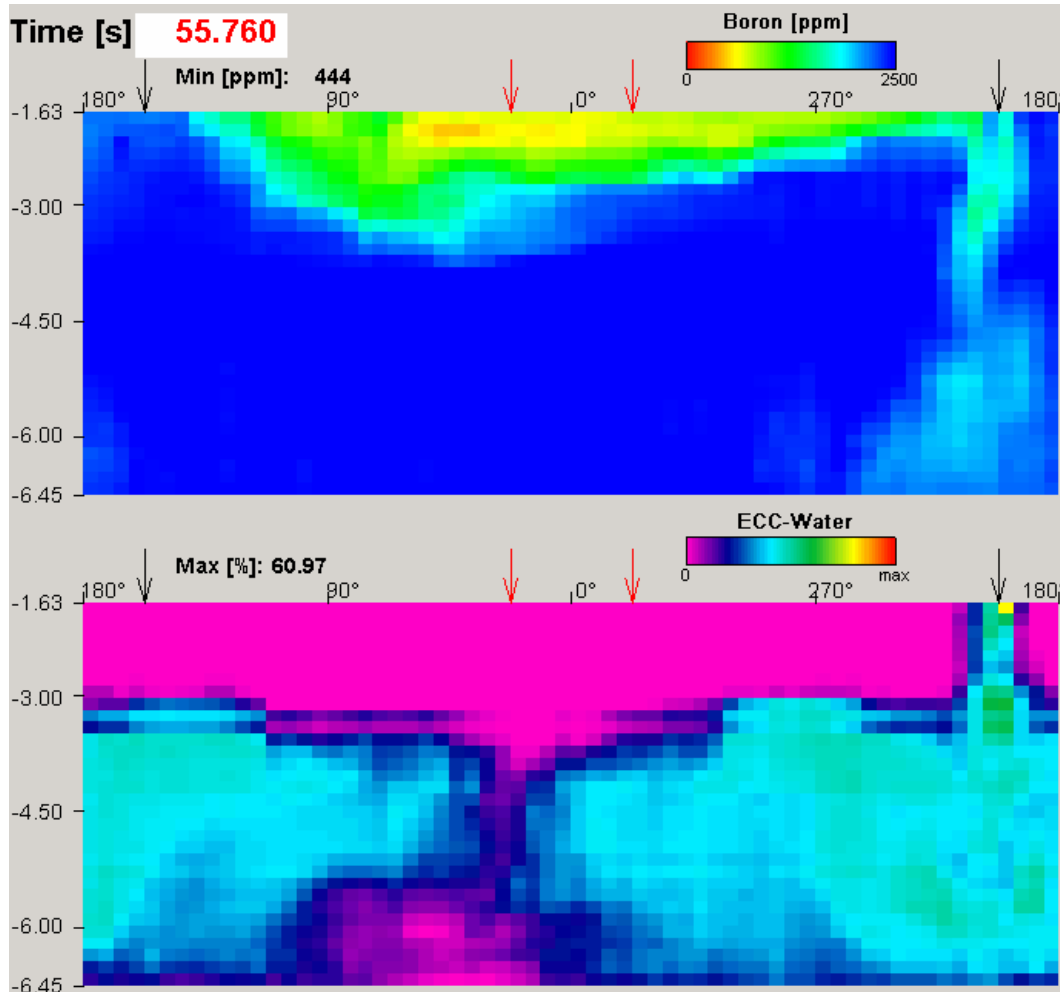 Time [s] 55.760
Boron [ppm]
Min [ppm]: 444
0 2500
180° 90° 0° 270° 180
-1.63
-3.00
-4.50
-6.00
-6.45
ECC-Water
Max [%]: 60.97
0 max
180° 90° 0° 270° 180
-1.63
-3.00
-4.50
-6.00
-6.45